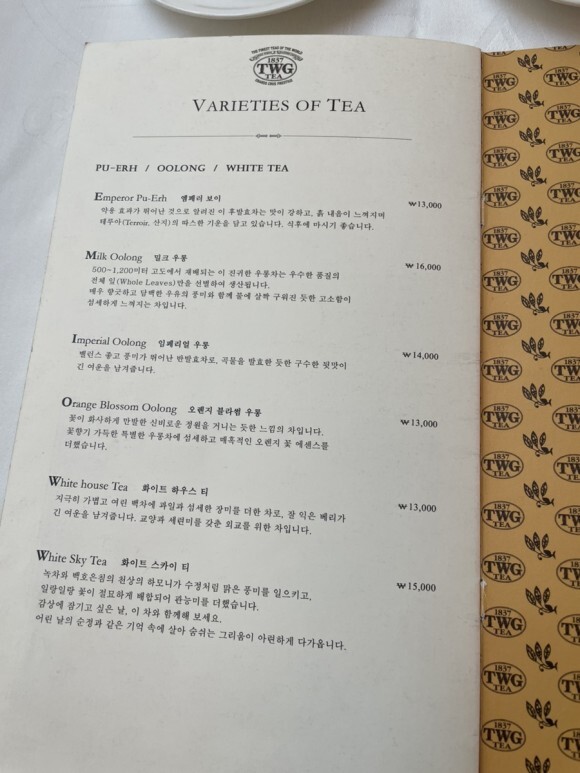 THE FINEST TEAS OF THE WORLD
1837
TWG
TEA
VARIETIES OF TEA
PU-ERH / OOLONG / WHITE TEA
Emperor Pu-Erh 엠페러 보이 ₩13,000
약용 효과가 뛰어난 것으로 알려진 이 후발효차는 맛이 강하고, 흙 내음이 느껴지며
테루아(Terroir, 산지)의 따스한 기운을 담고 있습니다. 식후에 마시기 좋습니다.
Milk Oolong 밀크 우롱 ₩16,000
500~1,200미터 고도에서 재배되는 이 진귀한 우롱차는 우수한 품질의
전체 잎(Whole Leaves)만을 선별하여 생산됩니다.
매우 향긋하고 담백한 우유의 풍미와 함께 불에 살짝 구워진 듯한 고소함이
섬세하게 느껴지는 차입니다.
Imperial Oolong 임페리얼 우롱 ₩14,000
밸런스 좋고 풍미가 뛰어난 반발효차로, 곡물을 발효한 듯한 구수한 뒷맛이
긴 여운을 남겨줍니다.
Orange Blossom Oolong 오렌지 블라썸 우롱 ₩13,000
꽃이 화사하게 만발한 신비로운 정원을 거니는 듯한 느낌의 차입니다.
꽃향기 가득한 특별한 우롱차에 섬세하고 매혹적인 오렌지 꽃 에센스를
더했습니다.
White house Tea 화이트 하우스 티 ₩13,000
지극히 가볍고 여린 백차에 과일과 섬세한 장미를 더한 차로, 잘 익은 베리가
긴 여운을 남겨줍니다. 교양과 세련미를 갖춘 외교를 위한 차입니다.
White Sky Tea 화이트 스카이 티 ₩15,000
녹차와 백호은침의 천상의 하모니가 수정처럼 맑은 풍미를 일으키고,
일랑일랑 꽃이 절묘하게 배합되어 관능미를 더했습니다.
감상에 잠기고 싶은 날, 이 차와 함께해 보세요.
어린 날의 순정과 같은 기억 속에 살아 숨쉬는 그리움이 아련하게 다가옵니다.
1837
TWG
TEA